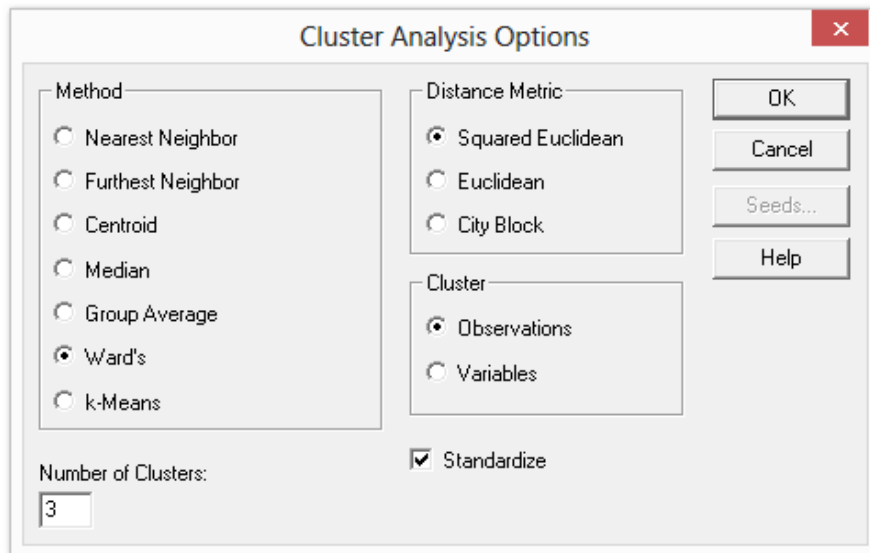 Cluster Analysis Options
Method
Nearest Neighbor
Furthest Neighbor
Centroid
Median
Group Average
Ward's
k-Means
Number of Clusters:
3
Distance Metric
Squared Euclidean
Euclidean
City Block
Cluster
Observations
Variables
Standardize
OK
Cancel
Seeds...
Help